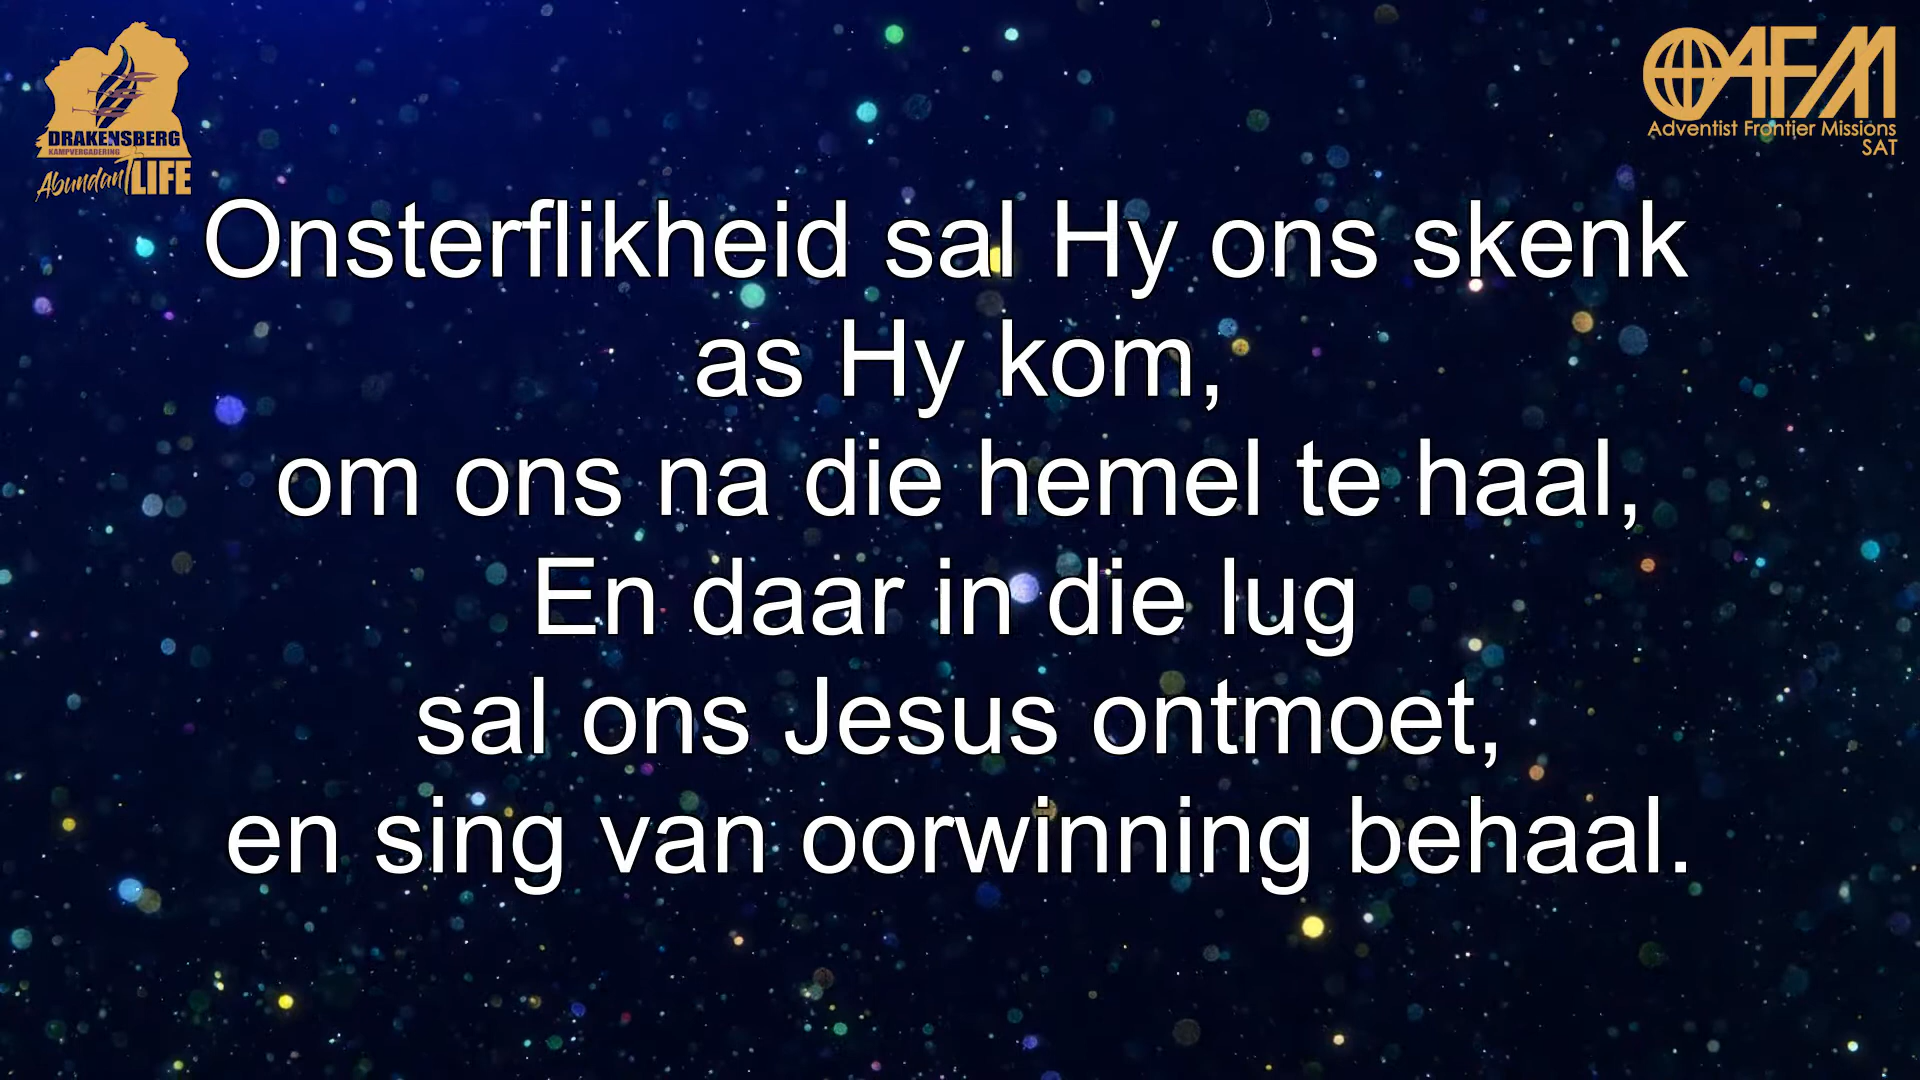 DRAKENSBERG
KAMPVERGADERING
Abundant LIFE
AFM
Adventist Frontier Missions
SAT
Onsterflikheid sal Hy ons skenk
as Hy kom,
om ons na die hemel te haal,
En daar in die lug
sal ons Jesus ontmoet,
en sing van oorwinning behaal.